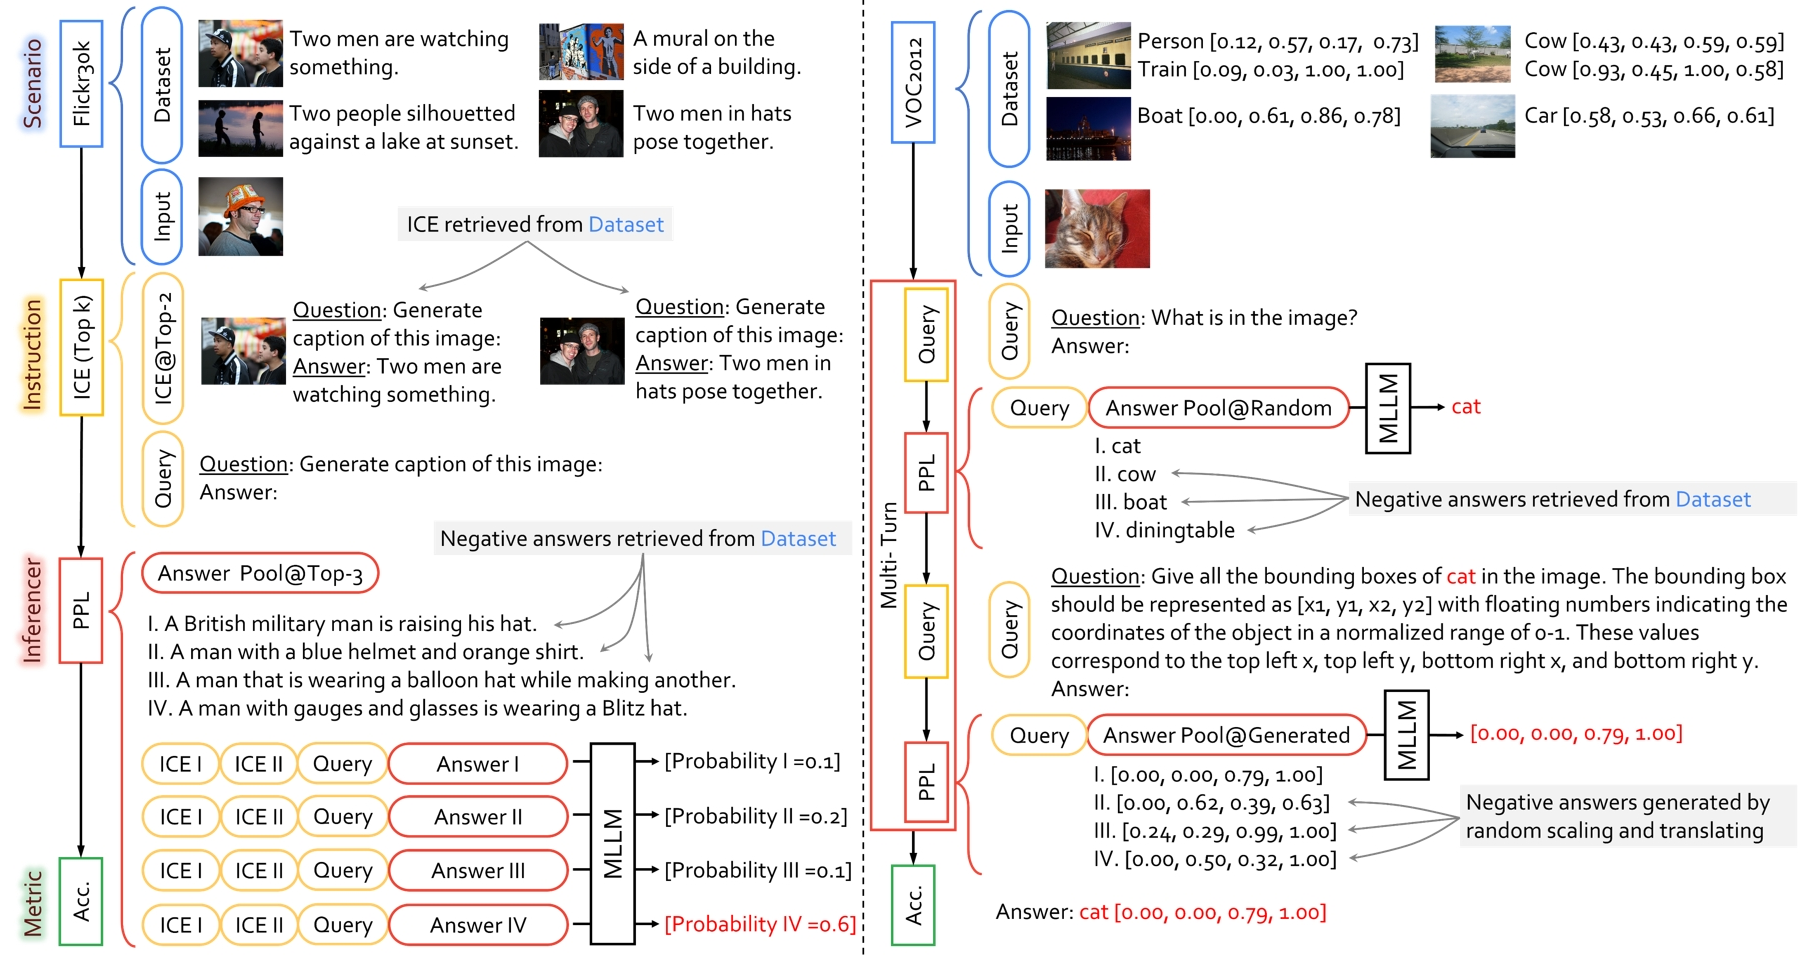 Scenario
Flickr30k
Dataset
Two men are watching
something.
A mural on the
side of a building.
Two people silhouetted
against a lake at sunset.
Two men in hats
pose together.
Input
ICE retrieved from Dataset
Instruction
ICE (Top k)
ICE@Top-2
Question: Generate
caption of this image:
Answer: Two men are
watching something.
Question: Generate
caption of this image:
Answer: Two men in
hats pose together.
Query
Question: Generate caption of this image:
Answer:
Negative answers retrieved from Dataset
Inferencer
PPL
Answer Pool@Top-3
I. A British military man is raising his hat.
II. A man with a blue helmet and orange shirt.
III. A man that is wearing a balloon hat while making another.
IV. A man with gauges and glasses is wearing a Blitz hat.
ICE I ICE II Query Answer I [Probability I =0.1]
ICE I ICE II Query Answer II [Probability II =0.2]
MLLM
ICE I ICE II Query Answer III [Probability III =0.1]
ICE I ICE II Query Answer IV [Probability IV =0.6]
Metric
Acc.
VOC2012
Dataset
Person [0.12, 0.57, 0.17, 0.73]
Train [0.09, 0.03, 1.00, 1.00]
Cow [0.43, 0.43, 0.59, 0.59]
Cow [0.93, 0.45, 1.00, 0.58]
Boat [0.00, 0.61, 0.86, 0.78]
Car [0.58, 0.53, 0.66, 0.61]
Input
Multi- Turn
Query
Query
Question: What is in the image?
Answer:
PPL
Query Answer Pool@Random MLLM cat
I. cat
II. cow
III. boat
IV. diningtable
Negative answers retrieved from Dataset
Query
Query
Question: Give all the bounding boxes of cat in the image. The bounding box
should be represented as [x1, y1, x2, y2] with floating numbers indicating the
coordinates of the object in a normalized range of 0-1. These values
correspond to the top left x, top left y, bottom right x, and bottom right y.
Answer:
PPL
Query Answer Pool@Generated MLLM [0.00, 0.00, 0.79, 1.00]
I. [0.00, 0.00, 0.79, 1.00]
II. [0.00, 0.62, 0.39, 0.63]
III. [0.24, 0.29, 0.99, 1.00]
IV. [0.00, 0.50, 0.32, 1.00]
Negative answers generated by
random scaling and translating
Acc.
Answer: cat [0.00, 0.00, 0.79, 1.00]